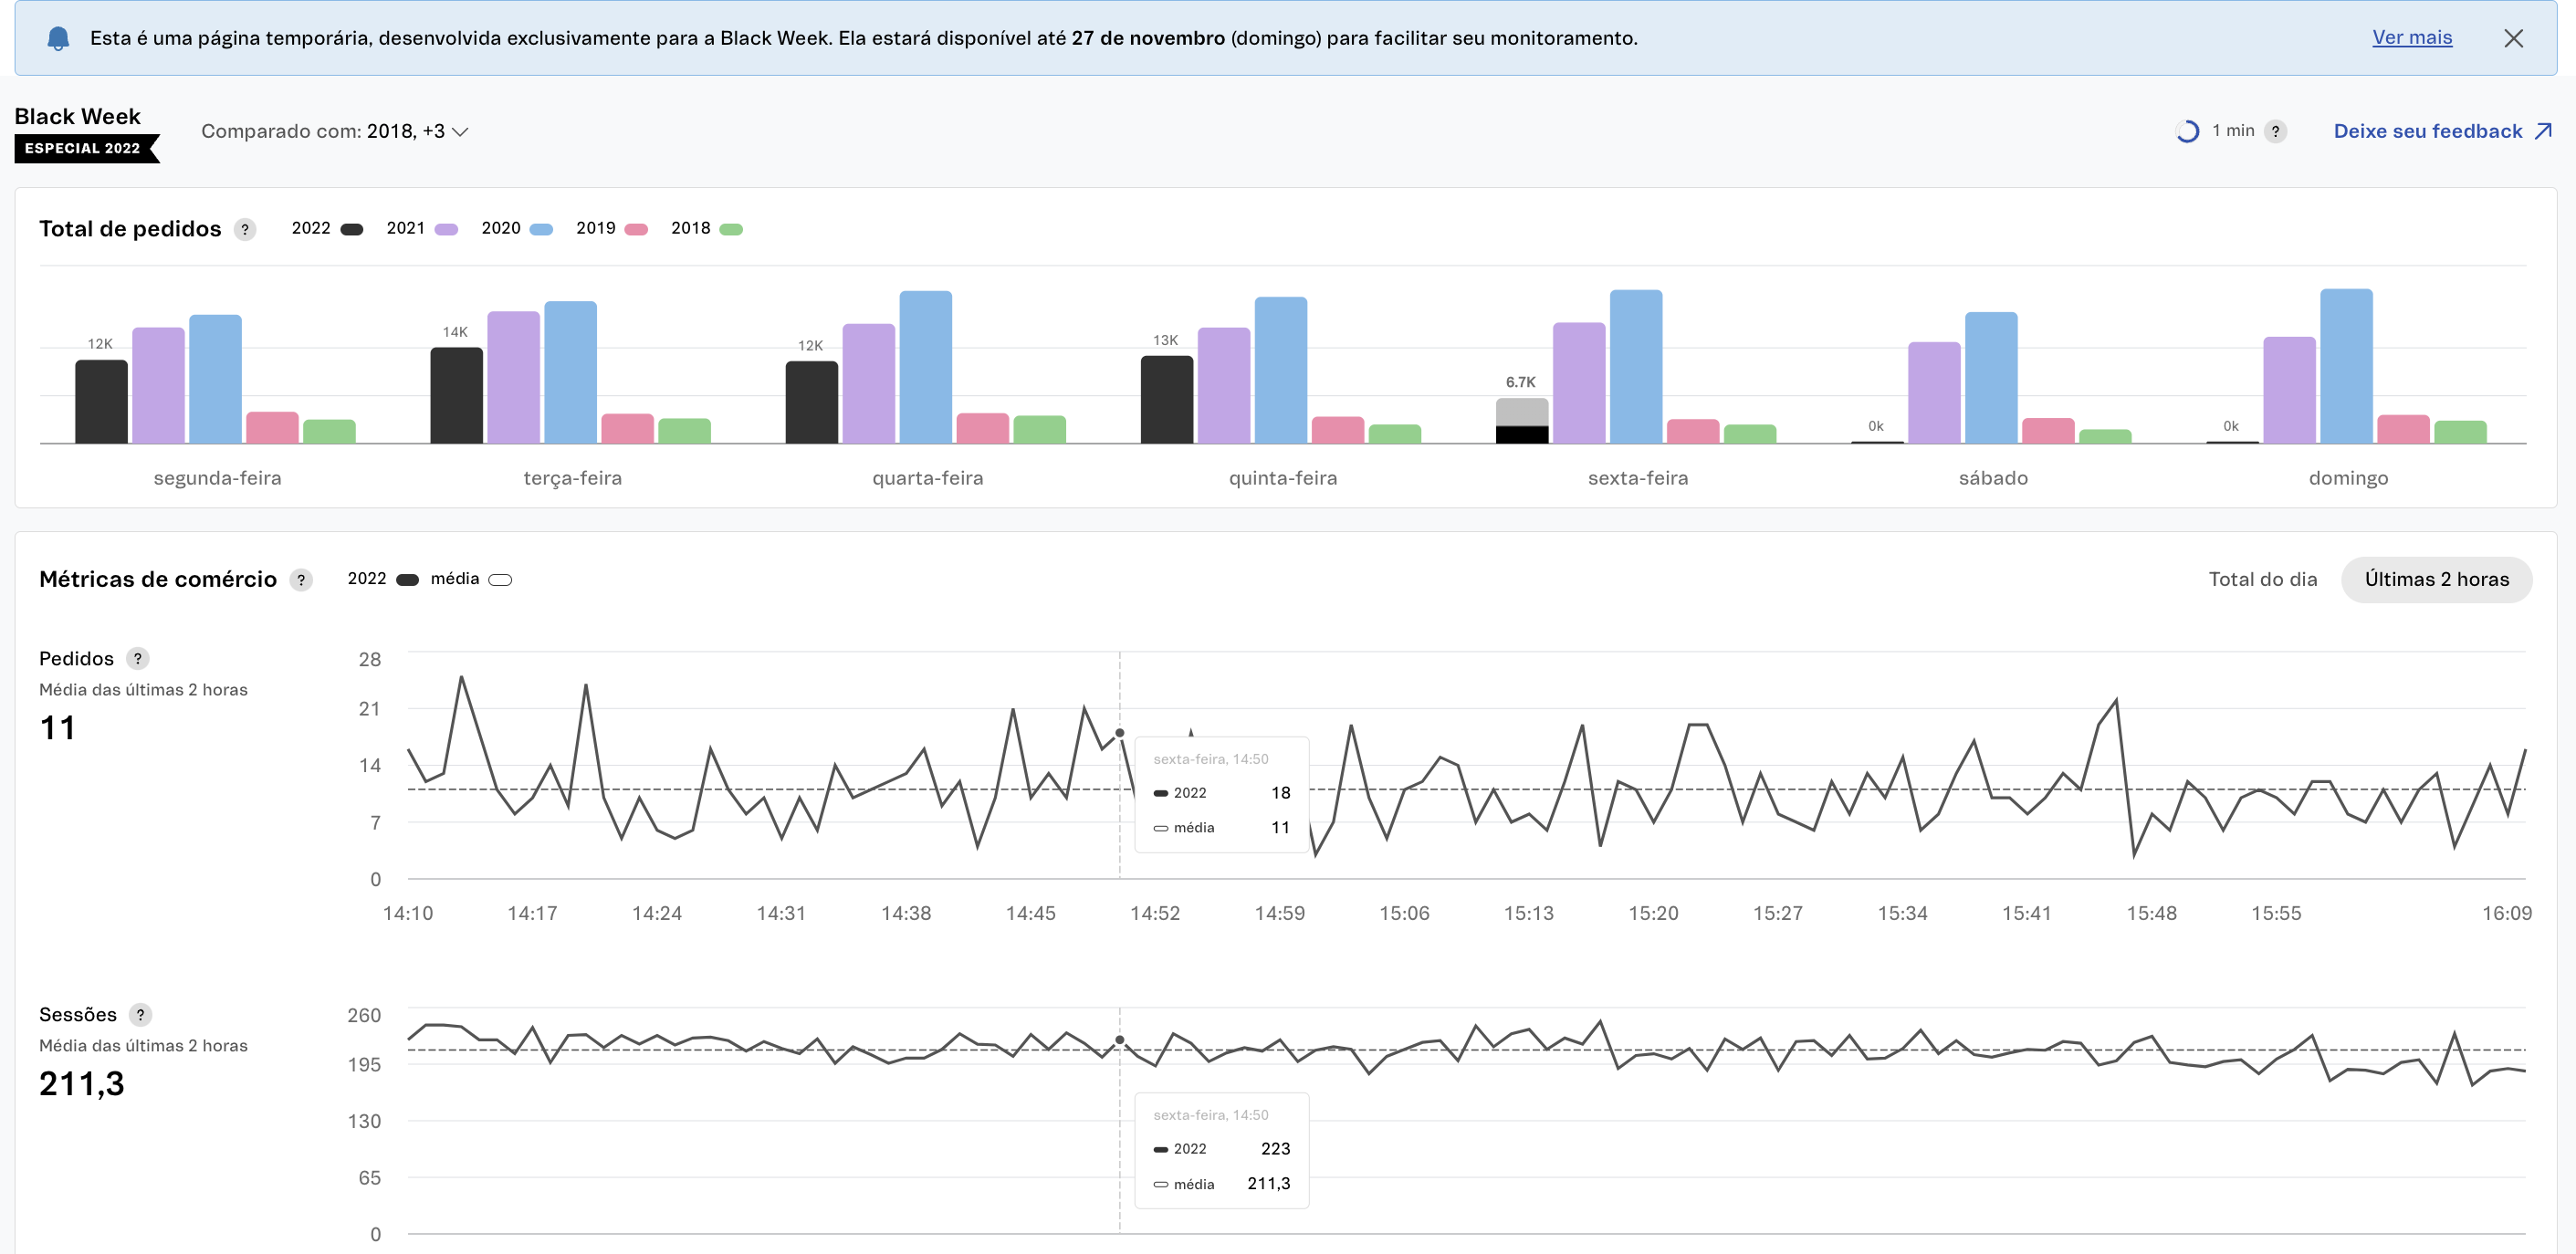 Esta é uma página temporária, desenvolvida exclusivamente para a Black Week. Ela estará disponível até 27 de novembro (domingo) para facilitar seu monitoramento. Ver mais
Black Week
ESPECIAL 2022
Comparado com: 2018, +3
1 min ?
Deixe seu feedback
Total de pedidos ? 2022 2021 2020 2019 2018
12K 14K 12K 13K 6.7K 0k 0k
segunda-feira terça-feira quarta-feira quinta-feira sexta-feira sábado domingo
Métricas de comércio ? 2022 média Total do dia Últimas 2 horas
Pedidos ?
Média das últimas 2 horas
11
28
21
14
7
0
sexta-feira, 14:50
2022 18
média 11
14:10 14:17 14:24 14:31 14:38 14:45 14:52 14:59 15:06 15:13 15:20 15:27 15:34 15:41 15:48 15:55 16:09
Sessões ?
Média das últimas 2 horas
211,3
260
195
130
65
0
sexta-feira, 14:50
2022 223
média 211,3